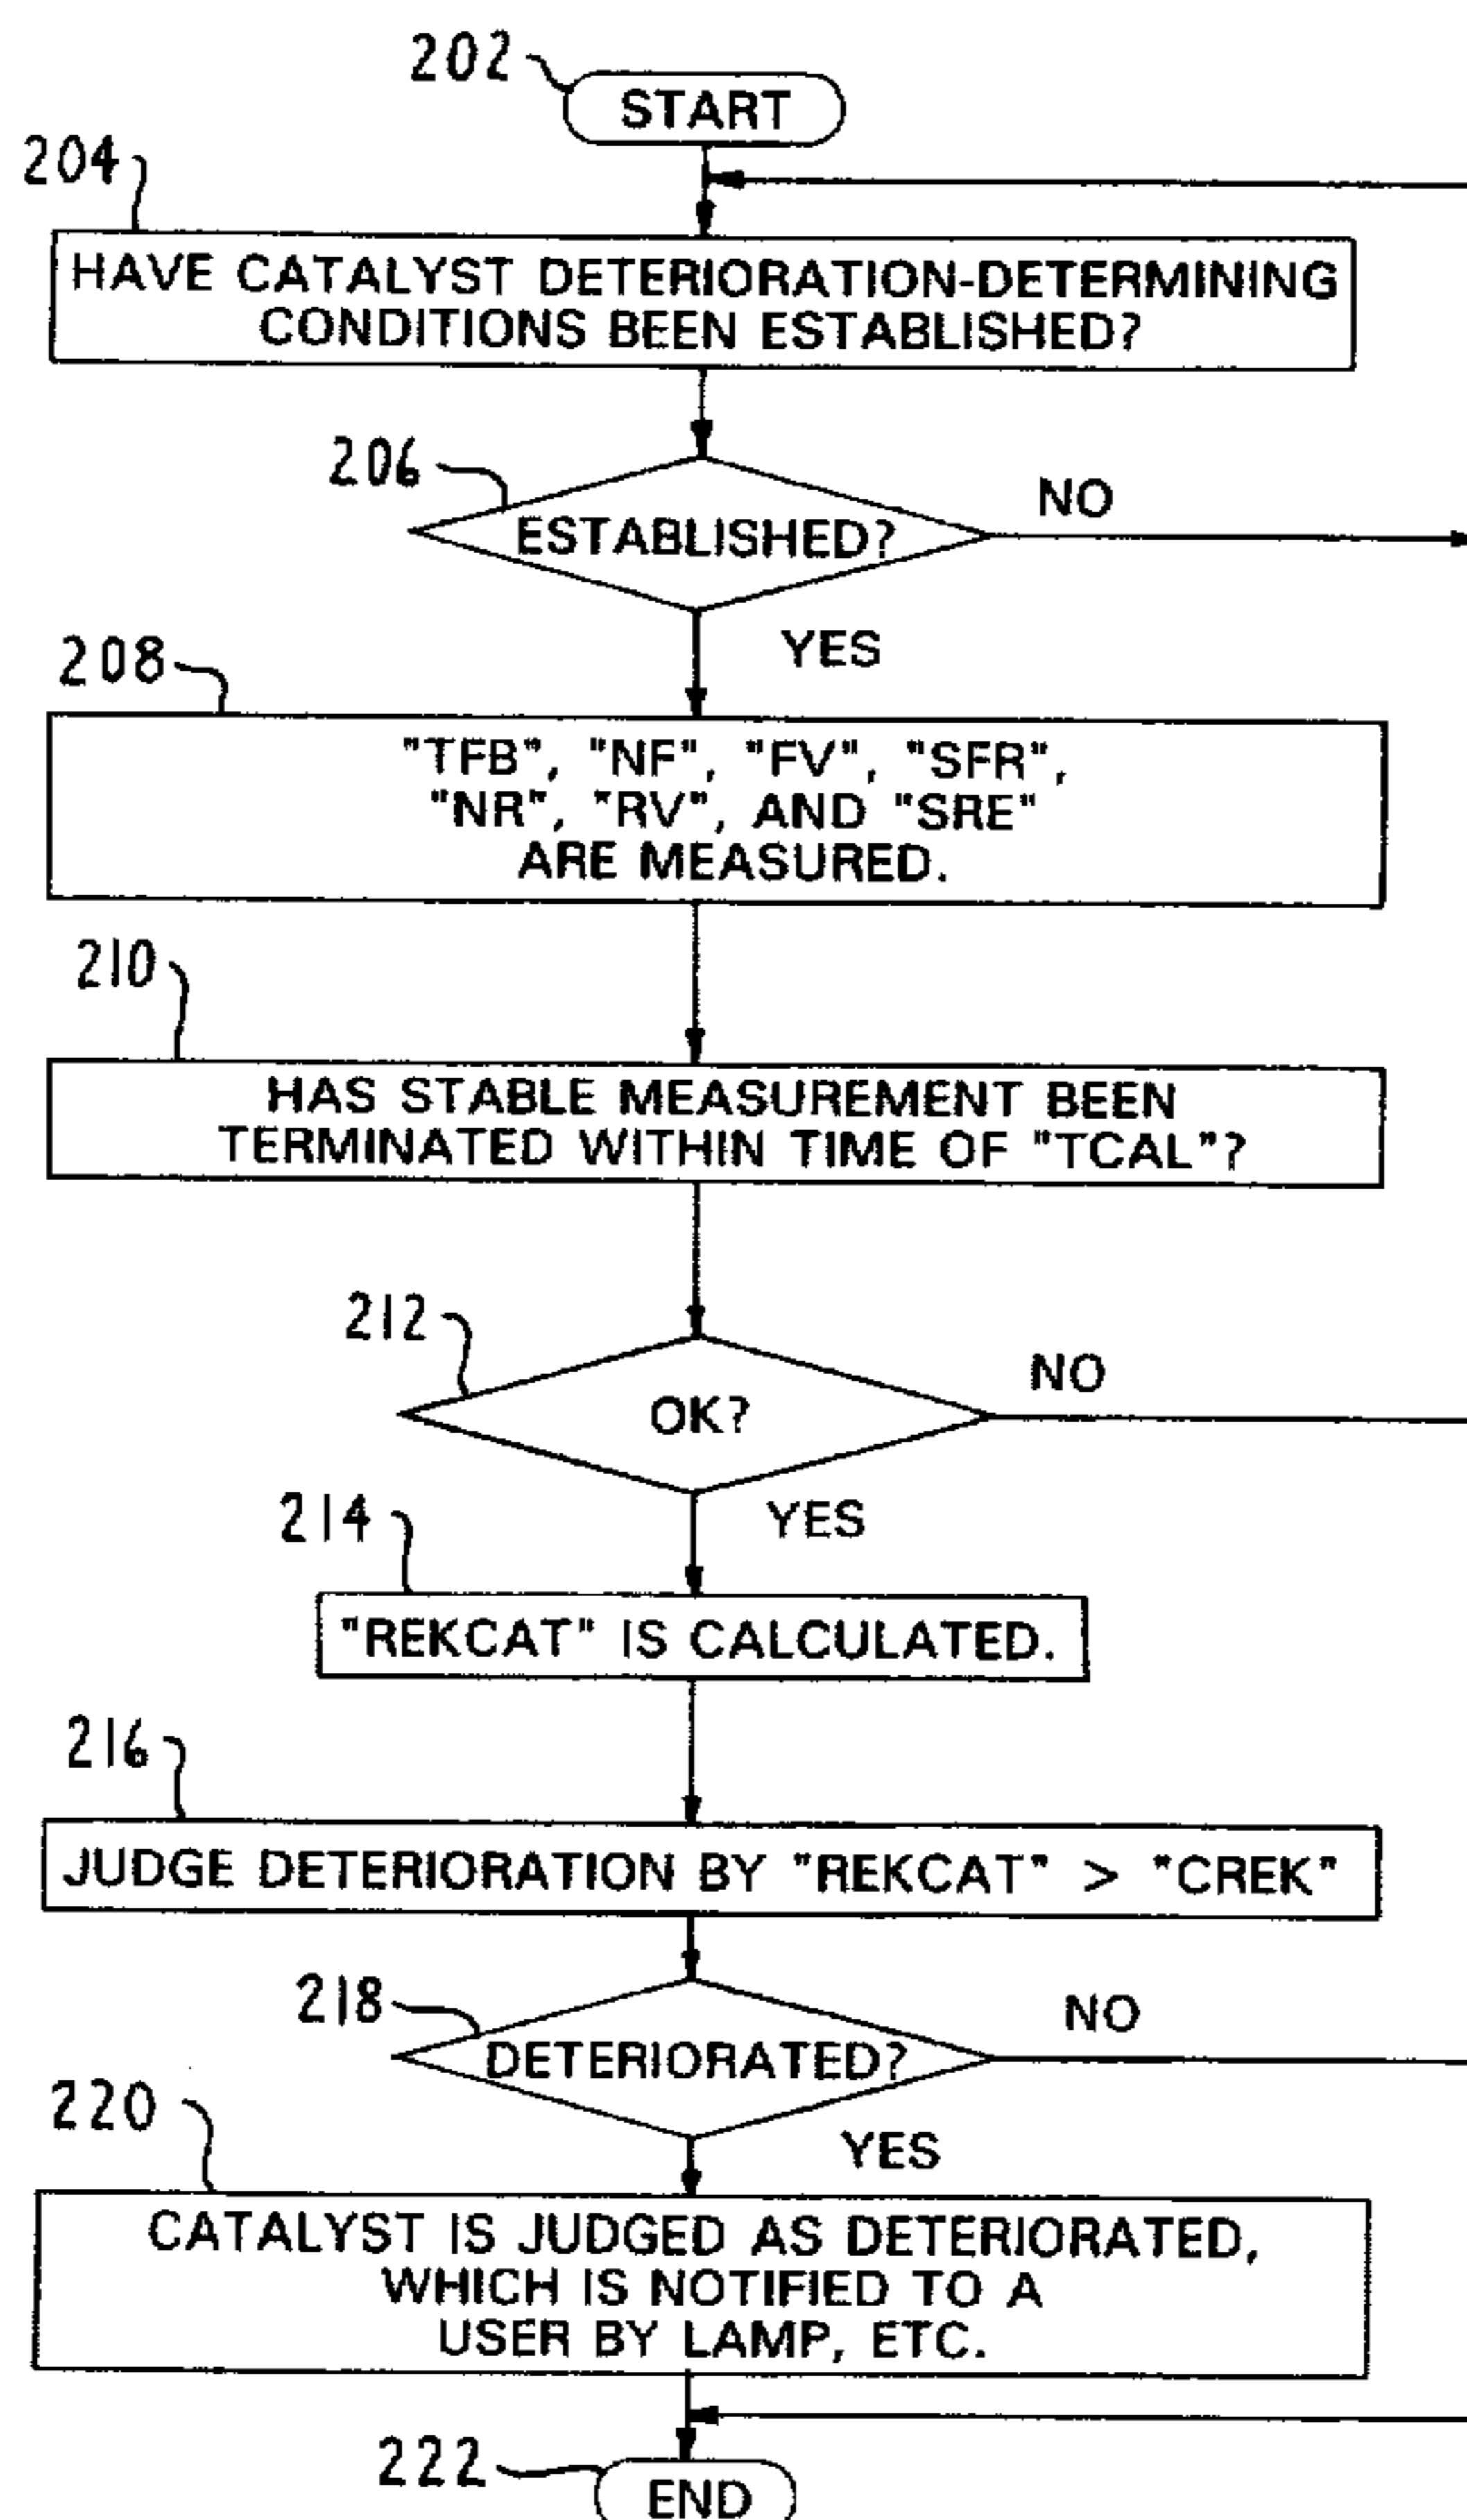 202
START
204
HAVE CATALYST DETERIORATION-DETERMINING
CONDITIONS BEEN ESTABLISHED?
206
ESTABLISHED?
NO
YES
208
"TFB", "NF", "FV", "SFR",
"NR", "RV", AND "SRE"
ARE MEASURED.
210
HAS STABLE MEASUREMENT BEEN
TERMINATED WITHIN TIME OF "TCAL"?
212
OK?
NO
YES
214
"REKCAT" IS CALCULATED.
216
JUDGE DETERIORATION BY "REKCAT" > "CREK"
218
DETERIORATED?
NO
YES
220
CATALYST IS JUDGED AS DETERIORATED,
WHICH IS NOTIFIED TO A
USER BY LAMP, ETC.
222
END